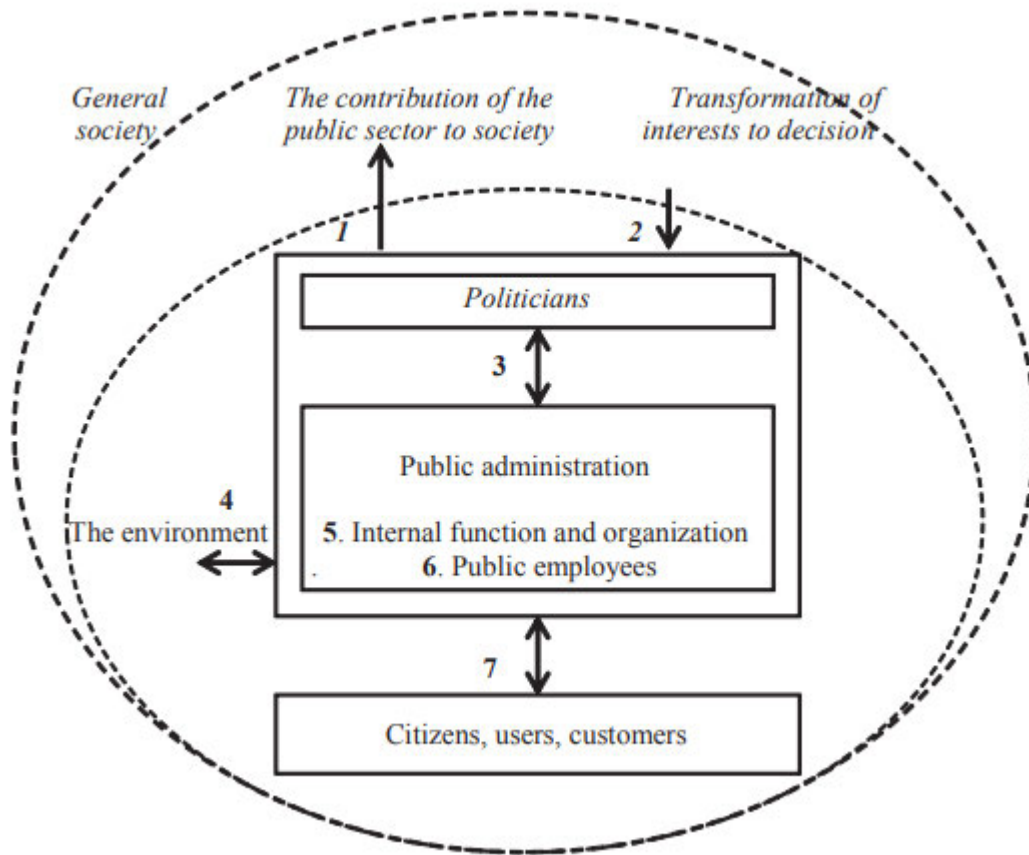 General
society
The contribution of the
public sector to society
Transformation of
interests to decision
1
2
Politicians
3
Public administration
4
The environment
5. Internal function and organization
. 6. Public employees
7
Citizens, users, customers